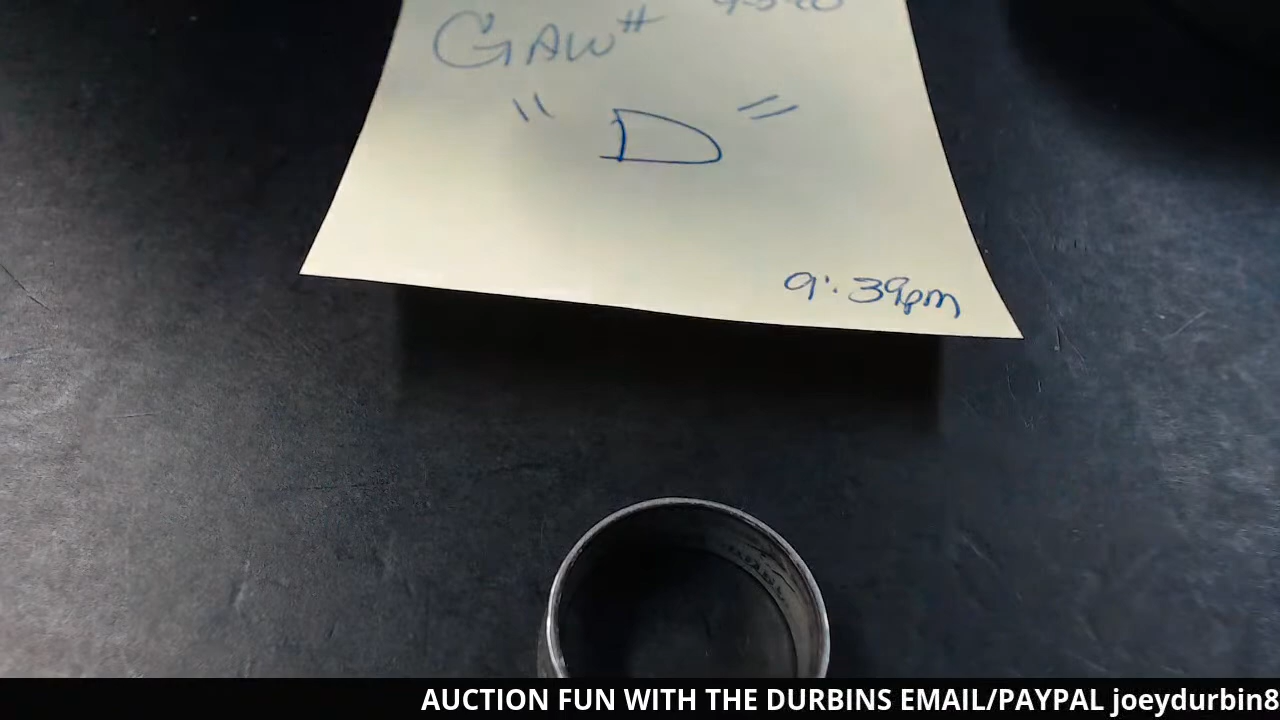 GAW#
"D"
9:39pm
AUCTION FUN WITH THE DURBINS EMAIL/PAYPAL joeydurbin8